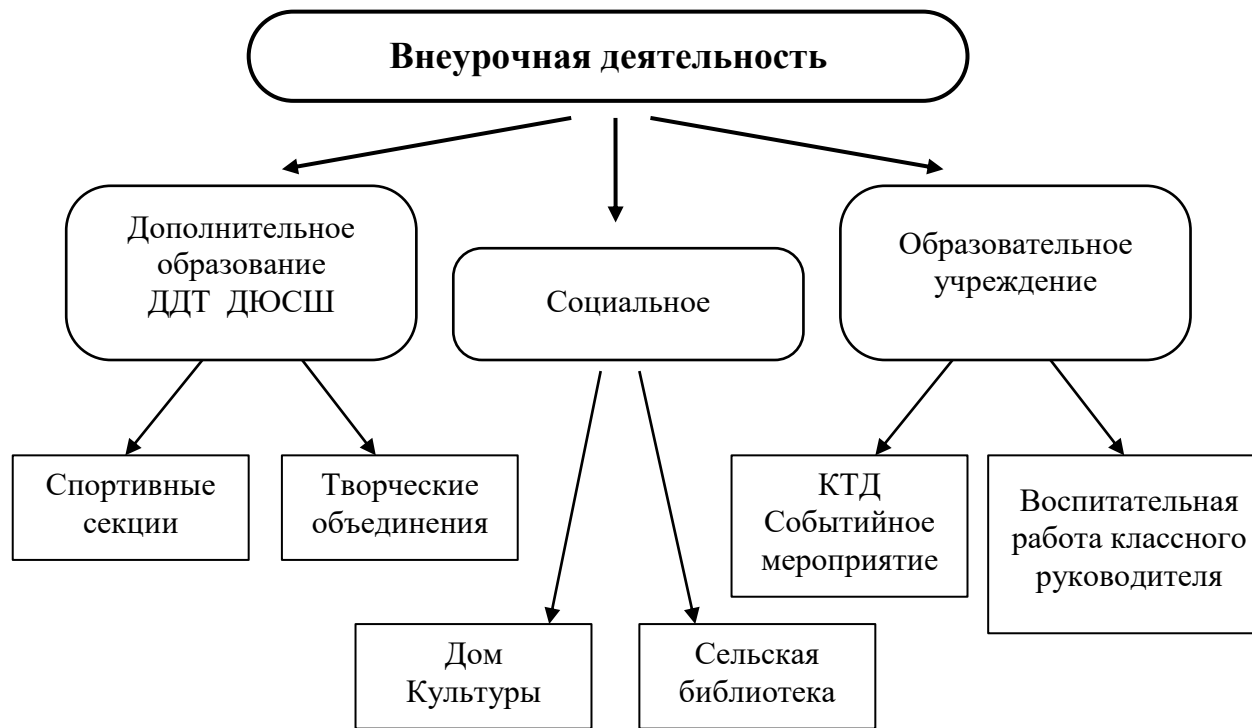 Внеурочная деятельность
Дополнительное
образование
ДДТ ДЮСШ
Социальное
Образовательное
учреждение
Спортивные
секции
Творческие
объединения
КТД
Событийное
мероприятие
Воспитательная
работа классного
руководителя
Дом
Культуры
Сельская
библиотека